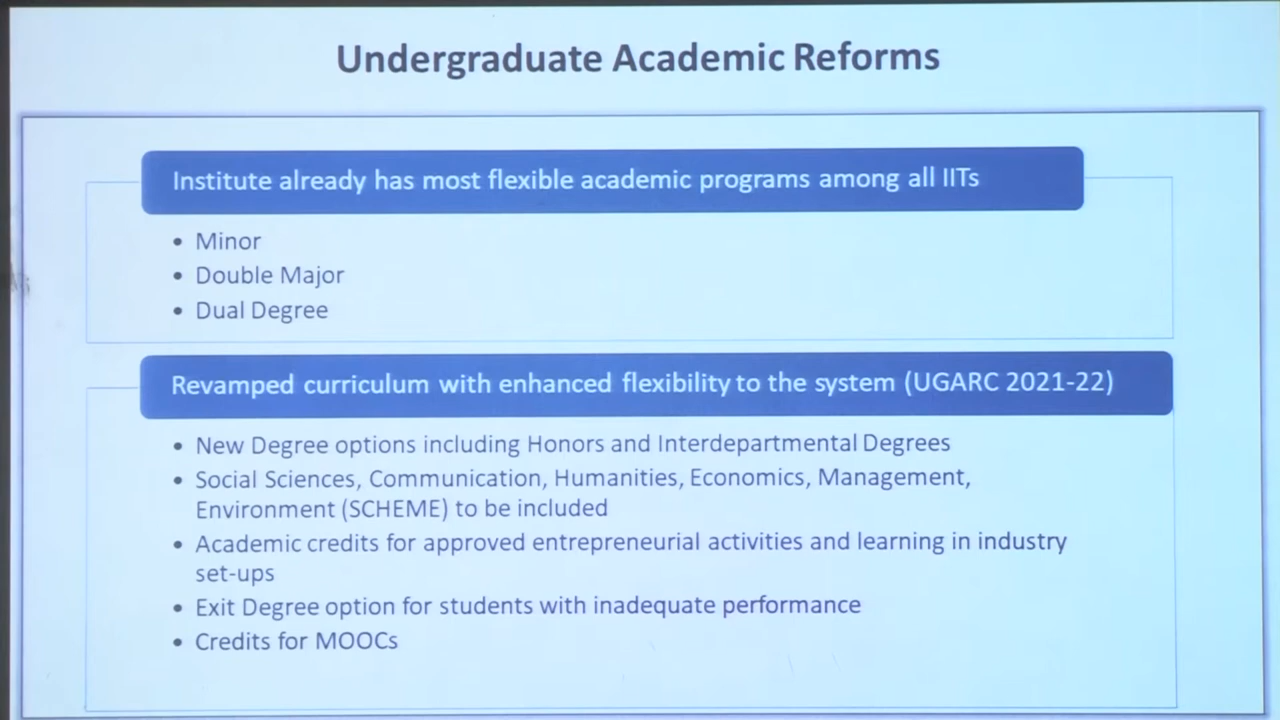 Undergraduate Academic Reforms
Institute already has most flexible academic programs among all IITs
• Minor
• Double Major
• Dual Degree
Revamped curriculum with enhanced flexibility to the system (UGARC 2021-22)
• New Degree options including Honors and Interdepartmental Degrees
• Social Sciences, Communication, Humanities, Economics, Management,
Environment (SCHEME) to be included
• Academic credits for approved entrepreneurial activities and learning in industry
set-ups
• Exit Degree option for students with inadequate performance
• Credits for MOOCs